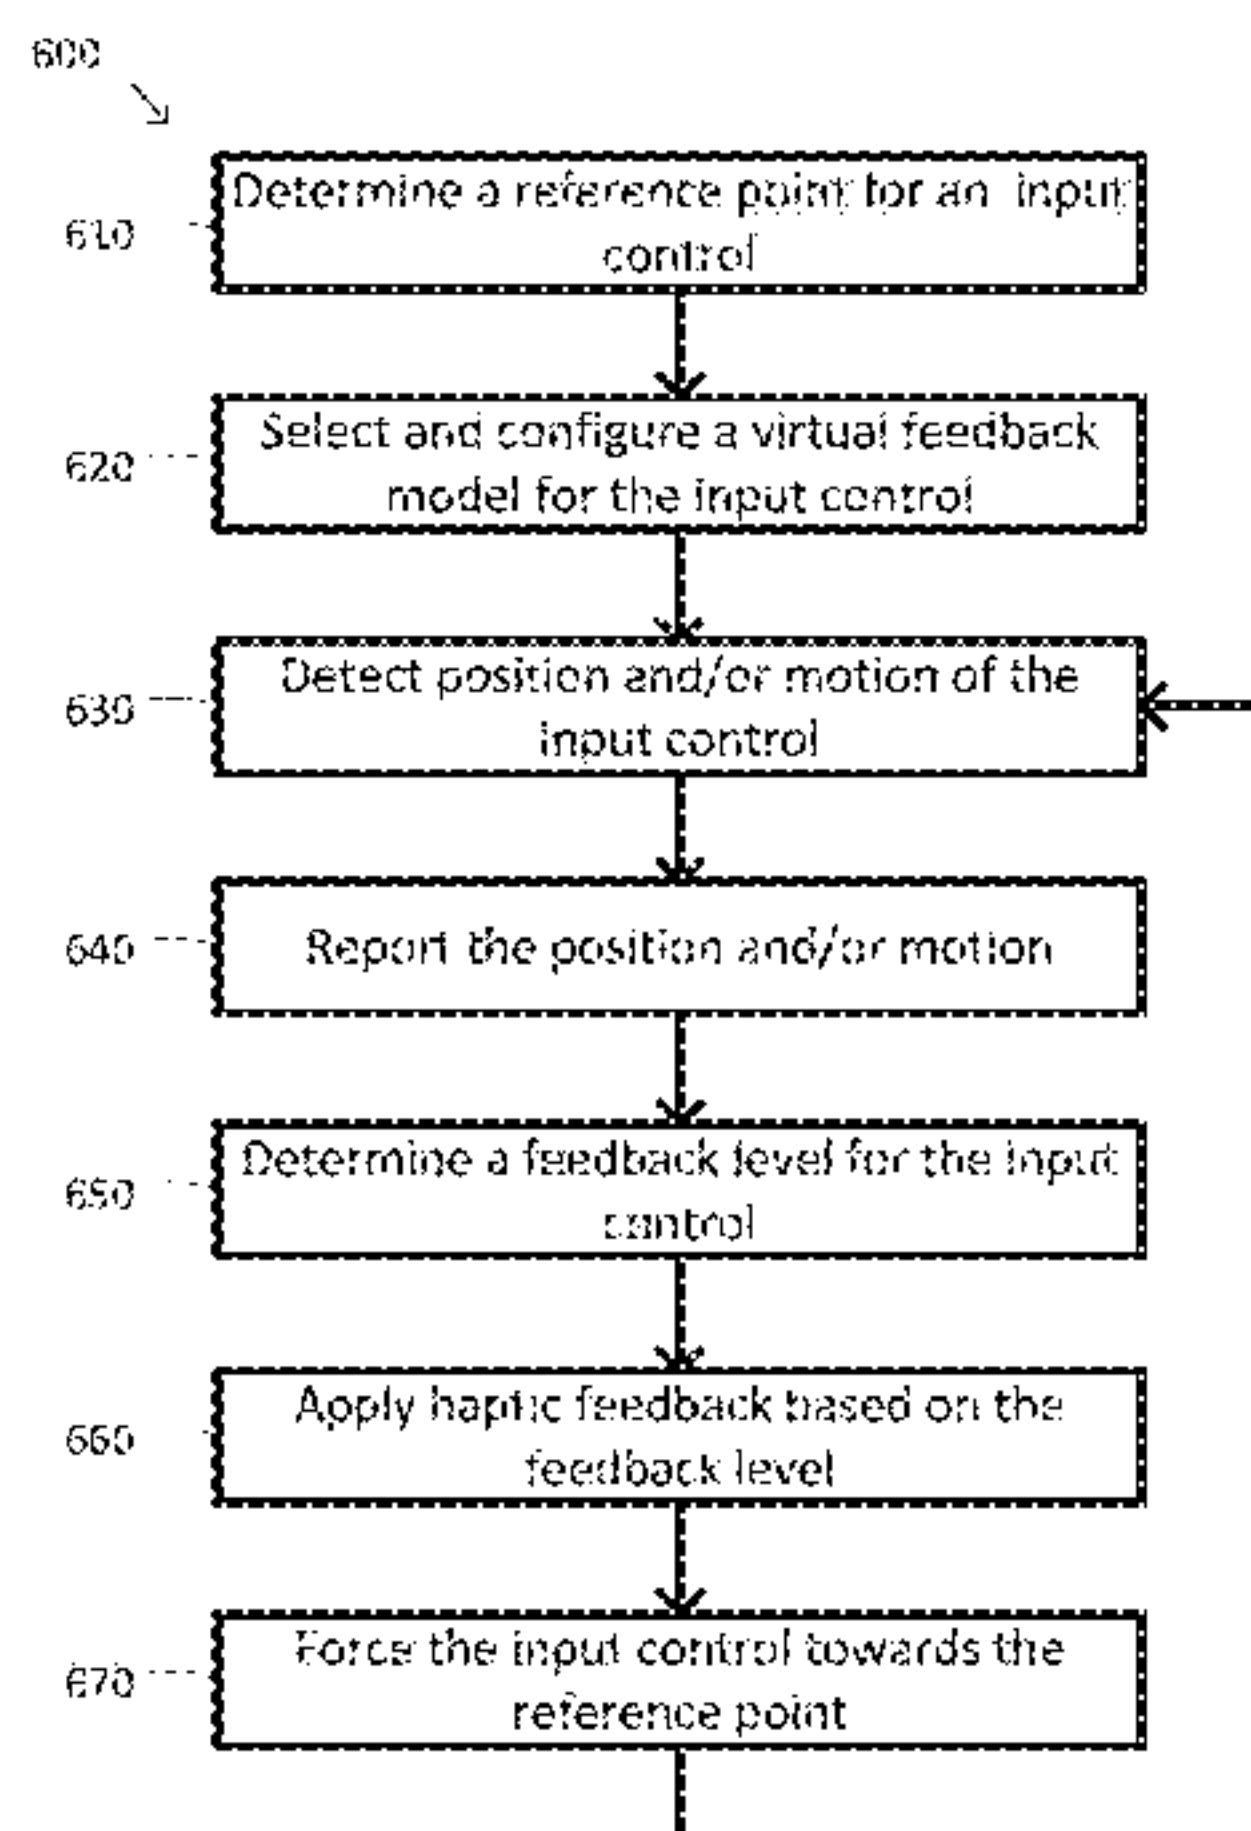 600
610
Determine a reference point for an input
control
620
Select and configure a virtual feedback
model for the input control
630
Detect position and/or motion of the
input control
640
Report the position and/or motion
650
Determine a feedback level for the input
control
660
Apply haptic feedback based on the
feedback level
670
Force the input control towards the
reference point